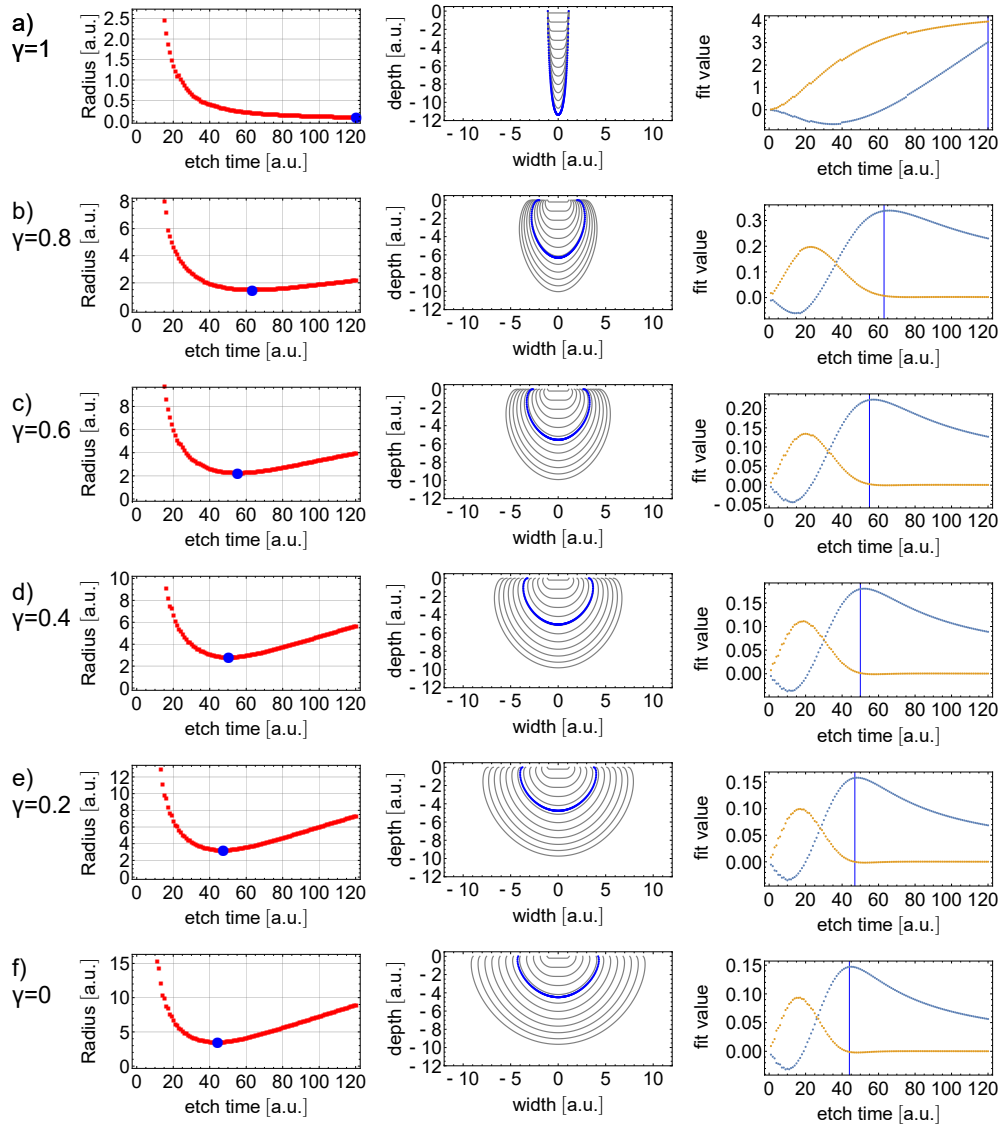 a)
γ=1
Radius [a.u.]
2.5
2.0
1.5
1.0
0.5
0.0
20 40 60 80 100 120
etch time [a.u.]
depth [a.u.]
0
- 2
- 4
- 6
- 8
- 10
- 12
- 10 - 5 0 5 10
width [a.u.]
fit value
4
3
2
1
0
0 20 40 60 80 100 120
etch time [a.u.]
b)
γ=0.8
Radius [a.u.]
8
6
4
2
0
20 40 60 80 100 120
etch time [a.u.]
depth [a.u.]
0
- 2
- 4
- 6
- 8
- 10
- 12
- 10 - 5 0 5 10
width [a.u.]
fit value
0.3
0.2
0.1
0.0
0 20 40 60 80 100 120
etch time [a.u.]
c)
γ=0.6
Radius [a.u.]
8
6
4
2
0
20 40 60 80 100 120
etch time [a.u.]
depth [a.u.]
0
- 2
- 4
- 6
- 8
- 10
- 12
- 10 - 5 0 5 10
width [a.u.]
fit value
0.20
0.15
0.10
0.05
0.00
- 0.05
0 20 40 60 80 100 120
etch time [a.u.]
d)
γ=0.4
Radius [a.u.]
10
8
6
4
2
0
20 40 60 80 100 120
etch time [a.u.]
depth [a.u.]
0
- 2
- 4
- 6
- 8
- 10
- 12
- 10 - 5 0 5 10
width [a.u.]
fit value
0.15
0.10
0.05
0.00
0 20 40 60 80 100 120
etch time [a.u.]
e)
γ=0.2
Radius [a.u.]
12
10
8
6
4
2
0
20 40 60 80 100 120
etch time [a.u.]
depth [a.u.]
0
- 2
- 4
- 6
- 8
- 10
- 12
- 10 - 5 0 5 10
width [a.u.]
fit value
0.15
0.10
0.05
0.00
0 20 40 60 80 100 120
etch time [a.u.]
f)
γ=0
Radius [a.u.]
15
10
5
0
20 40 60 80 100 120
etch time [a.u.]
depth [a.u.]
0
- 2
- 4
- 6
- 8
- 10
- 12
- 10 - 5 0 5 10
width [a.u.]
fit value
0.15
0.10
0.05
0.00
0 20 40 60 80 100 120
etch time [a.u.]